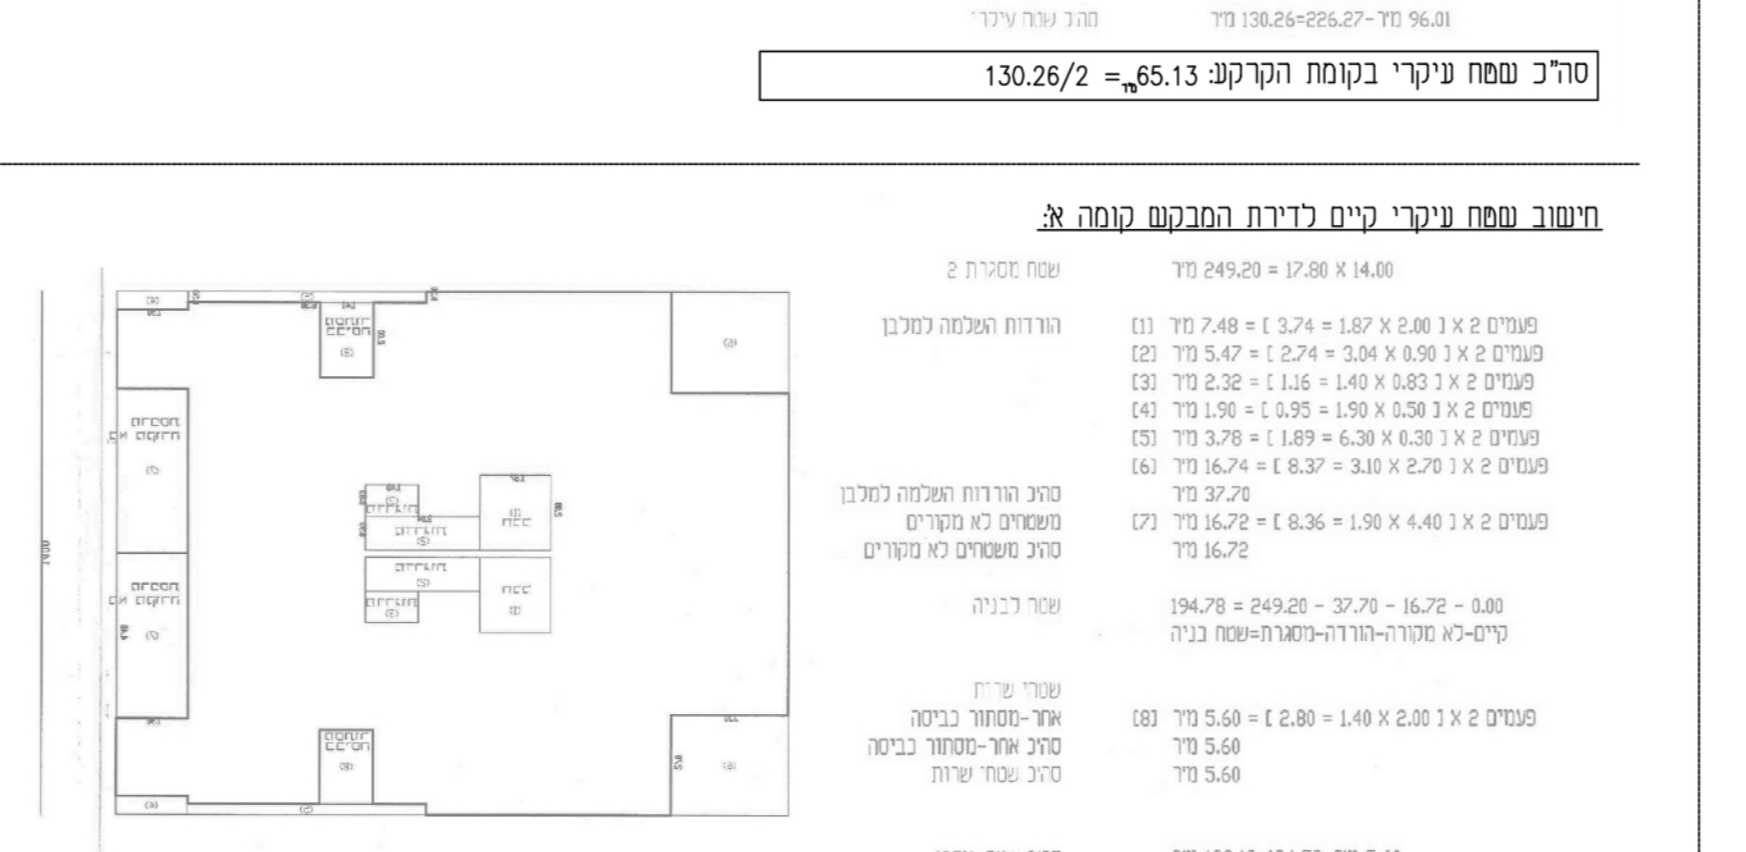 סה"כ שטח עיקרי 130.26=226.27-מ"ר 96.01 מ"ר
סה"כ שטח עיקרי בקומת הקרקע: 65.13מ"ר= 130.26/2
חישוב שטח עיקרי קיים לדירת המבקש קומה א':
שטח מסגרת 2 249.20 = 17.80 X 14.00 מ"ר
הורדות השלמה למלבן [1] מ"ר 7.48 = [ 3.74 = 1.87 X 2.00 ] X 2 פעמים
[2] מ"ר 5.47 = [ 2.74 = 3.04 X 0.90 ] X 2 פעמים
[3] מ"ר 2.32 = [ 1.16 = 1.40 X 0.83 ] X 2 פעמים
[4] מ"ר 1.90 = [ 0.95 = 1.90 X 0.50 ] X 2 פעמים
[5] מ"ר 3.78 = [ 1.89 = 6.30 X 0.30 ] X 2 פעמים
[6] מ"ר 16.74 = [ 8.37 = 3.10 X 2.70 ] X 2 פעמים
סה"כ הורדות השלמה למלבן 37.70 מ"ר
משטחים לא מקורים [7] מ"ר 16.72 = [ 8.36 = 1.90 X 4.40 ] X 2 פעמים
סה"כ משטחים לא מקורים 16.72 מ"ר
שטח לבניה 194.78 = 249.20 - 37.70 - 16.72 - 0.00
קיים-לא מקורה-הורדה-מסגרת=שטח בניה
שטחי שרות
אחר-מסתור כביסה [8] מ"ר 5.60 = [ 2.80 = 1.40 X 2.00 ] X 2 פעמים
סה"כ אחר-מסתור כביסה 5.60 מ"ר
סה"כ שטחי שרות 5.60 מ"ר